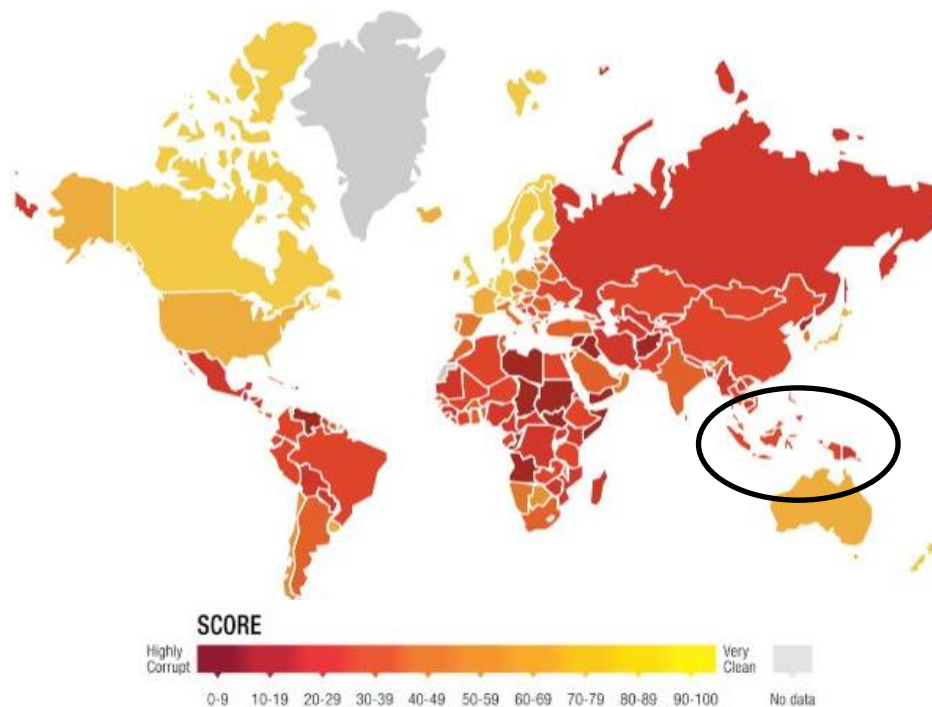 SCORE
Highly
Corrupt
Very
Clean
0-9 10-19 20-29 30-39 40-49 50-59 60-69 70-79 80-89 90-100 No data